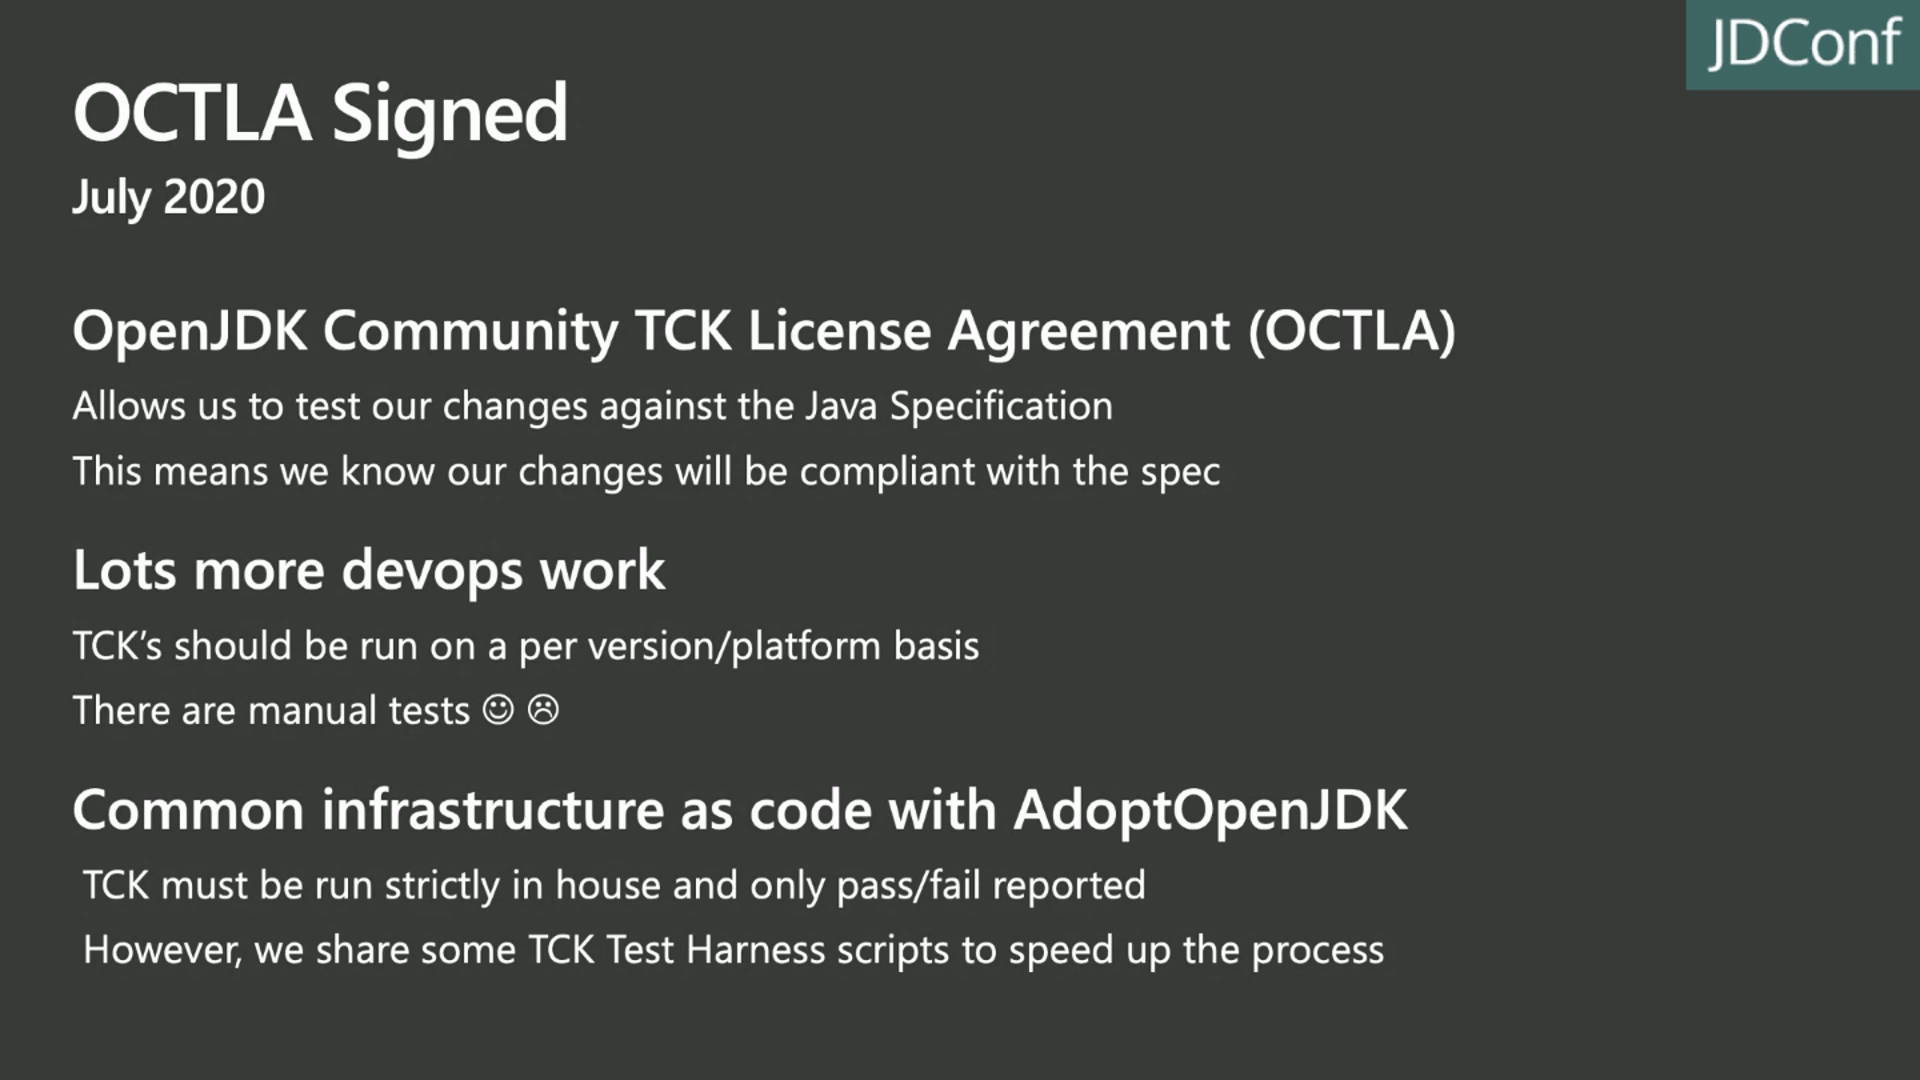 JDConf
OCTLA Signed
July 2020
OpenJDK Community TCK License Agreement (OCTLA)
Allows us to test our changes against the Java Specification
This means we know our changes will be compliant with the spec
Lots more devops work
TCK’s should be run on a per version/platform basis
There are manual tests ☺ ☹
Common infrastructure as code with AdoptOpenJDK
TCK must be run strictly in house and only pass/fail reported
However, we share some TCK Test Harness scripts to speed up the process